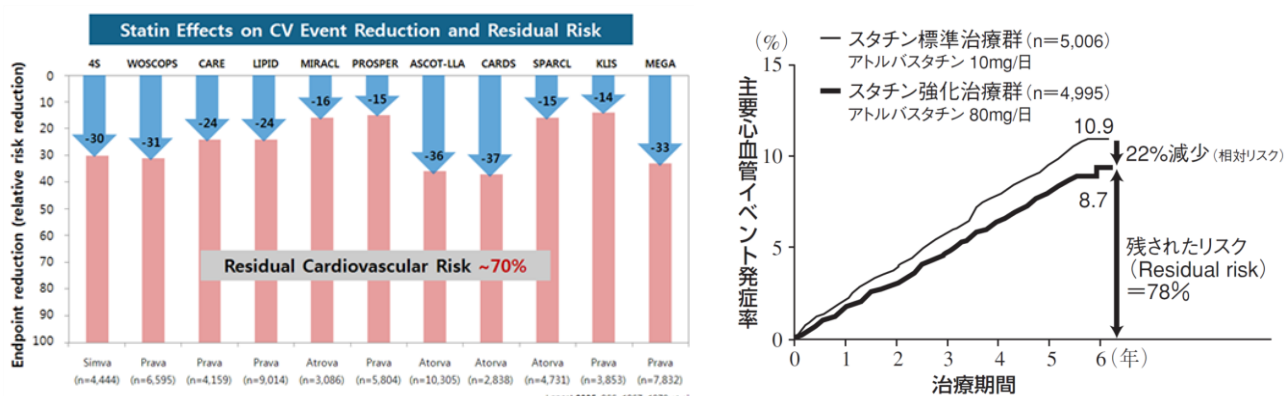 Statin Effects on CV Event Reduction and Residual Risk
4S WOSCOPS CARE LIPID MIRACL PROSPER ASCOT-LLA CARDS SPARCL KLIS MEGA
Endpoint reduction (relative risk reduction)
0
10
20
30
40
50
60
70
80
90
100
-30 -31 -24 -24 -16 -15 -36 -37 -15 -14 -33
Residual Cardiovascular Risk ~70%
Simva Prava Prava Prava Atrova Prava Atorva Atorva Atorva Prava Prava
(n=4,444) (n=6,595) (n=4,159) (n=9,014) (n=3,086) (n=5,804) (n=10,305) (n=2,838) (n=4,731) (n=3,853) (n=7,832)
(%)
15
10
5
0
主要心血管イベント発症率
スタチン標準治療群(n=5,006)
アトルバスタチン 10mg/日
スタチン強化治療群(n=4,995)
アトルバスタチン 80mg/日
10.9
22%減少(相対リスク)
8.7
残されたリスク
(Residual risk)
=78%
0 1 2 3 4 5 6(年)
治療期間